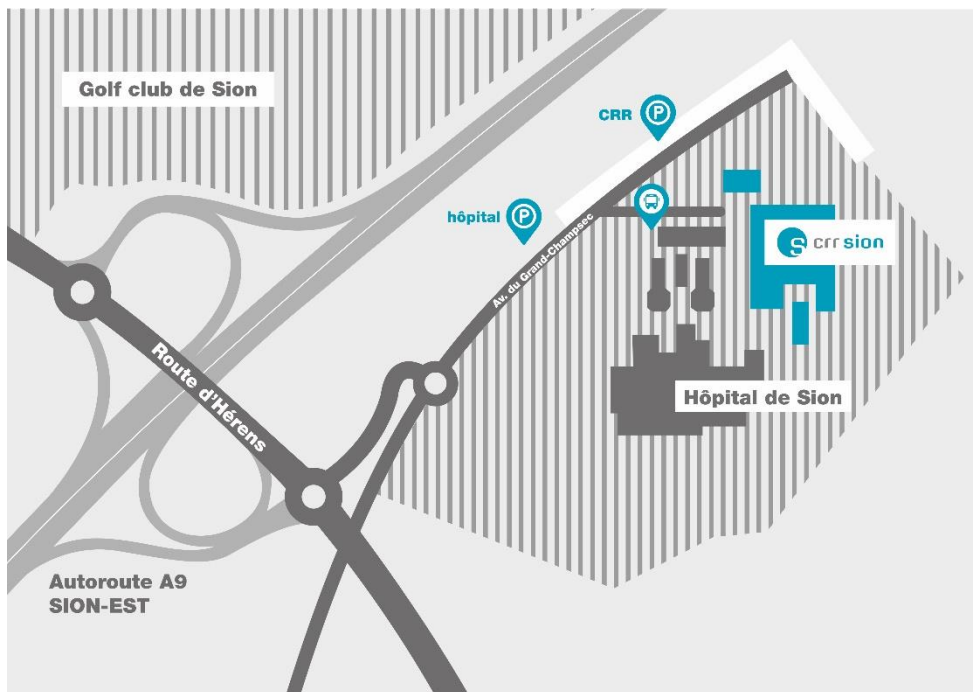 Golf club de Sion
CRR
P
hôpital
P
Av. du Grand-Champsec
S crr sion
Route d'Hérens
Hôpital de Sion
Autoroute A9
SION-EST